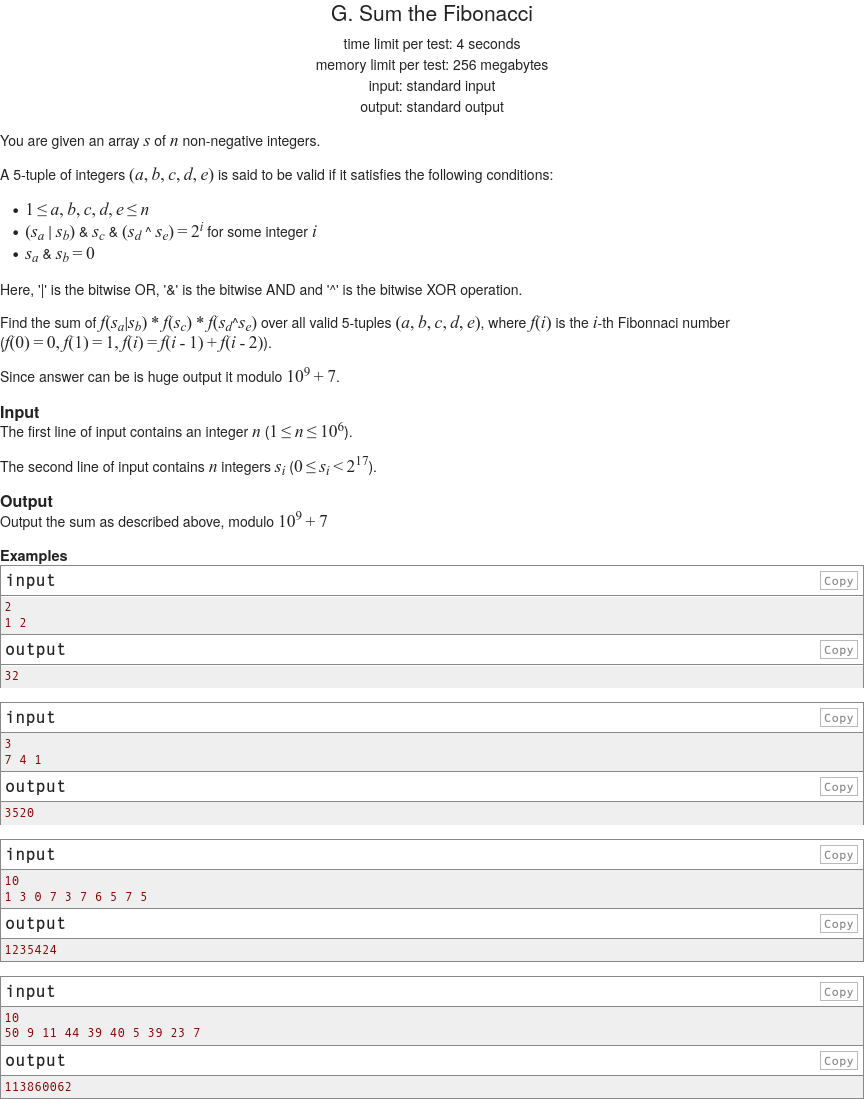 G. Sum the Fibonacci
time limit per test: 4 seconds
memory limit per test: 256 megabytes
input: standard input
output: standard output
You are given an array s of n non-negative integers.
A 5-tuple of integers (a, b, c, d, e) is said to be valid if it satisfies the following conditions:
• 1 ≤ a, b, c, d, e ≤ n
• (s_a | s_b) & s_c & (s_d ^ s_e) = 2^i for some integer i
• s_a & s_b = 0
Here, '|' is the bitwise OR, '&' is the bitwise AND and '^' is the bitwise XOR operation.
Find the sum of f(s_a|s_b) * f(s_c) * f(s_d^s_e) over all valid 5-tuples (a, b, c, d, e), where f(i) is the i-th Fibonnaci number
(f(0) = 0, f(1) = 1, f(i) = f(i - 1) + f(i - 2)).
Since answer can be is huge output it modulo 10^9 + 7.
Input
The first line of input contains an integer n (1 ≤ n ≤ 10^6).
The second line of input contains n integers s_i (0 ≤ s_i < 2^17).
Output
Output the sum as described above, modulo 10^9 + 7
Examples
input Copy
2
1 2
output Copy
32
input Copy
3
7 4 1
output Copy
3520
input Copy
10
1 3 0 7 3 7 6 5 7 5
output Copy
1235424
input Copy
10
50 9 11 44 39 40 5 39 23 7
output Copy
113860062